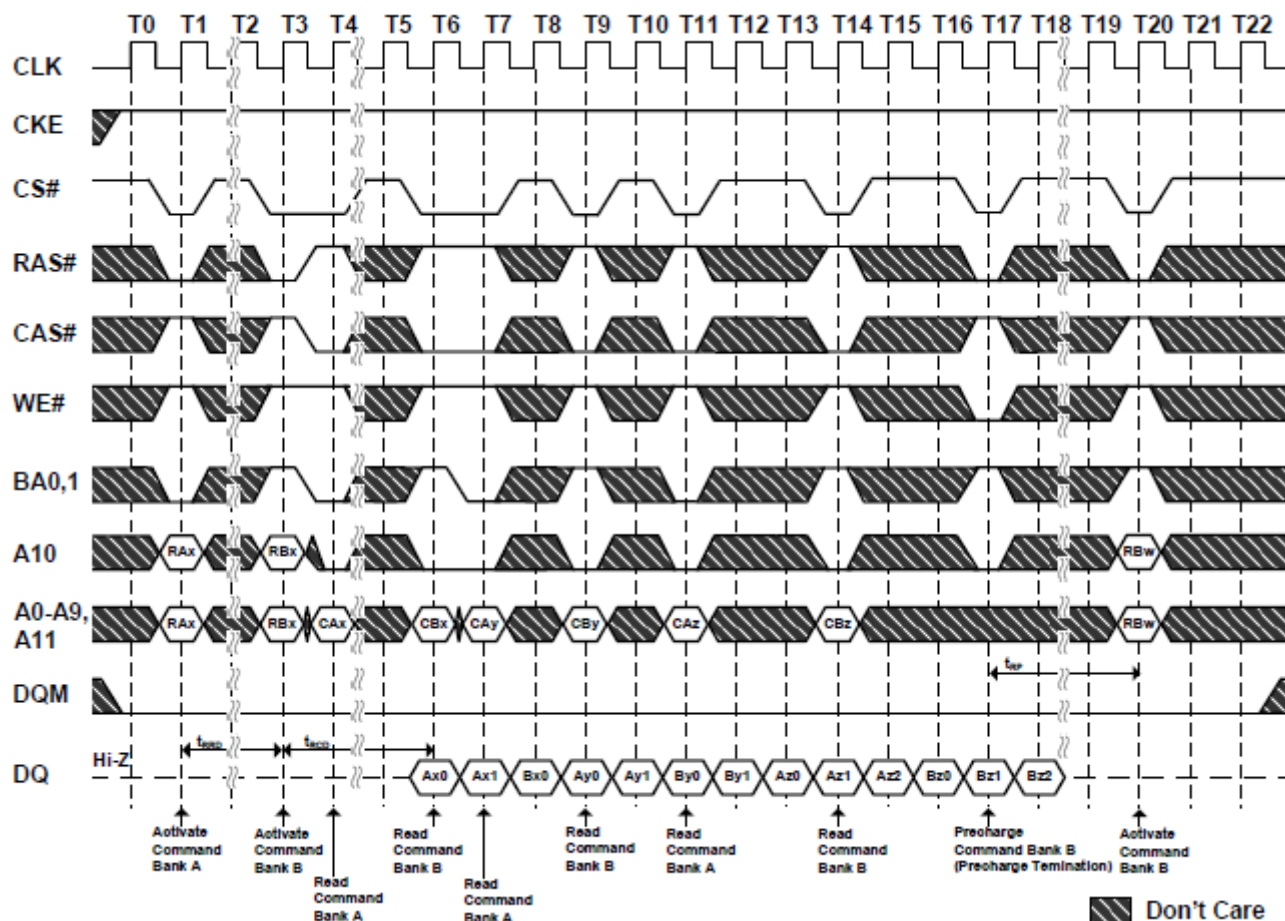 T0 T1 T2 T3 T4 T5 T6 T7 T8 T9 T10 T11 T12 T13 T14 T15 T16 T17 T18 T19 T20 T21 T22
CLK
CKE
CS#
RAS#
CAS#
WE#
BA0,1
A10 RAx RBx RBw
A0-A9,
A11 RAx RBx CAx CBx CAy CBy CAz CBz RBw
tRP
DQM
tRRD tRCD
Hi-Z
DQ Ax0 Ax1 Bx0 Ay0 Ay1 By0 By1 Az0 Az1 Az2 Bz0 Bz1 Bz2
Activate
Command
Bank A
Activate
Command
Bank B
Read
Command
Bank A
Read
Command
Bank B
Read
Command
Bank A
Read
Command
Bank B
Read
Command
Bank A
Read
Command
Bank B
Precharge
Command Bank B
(Precharge Temination)
Activate
Command
Bank B
Don't Care